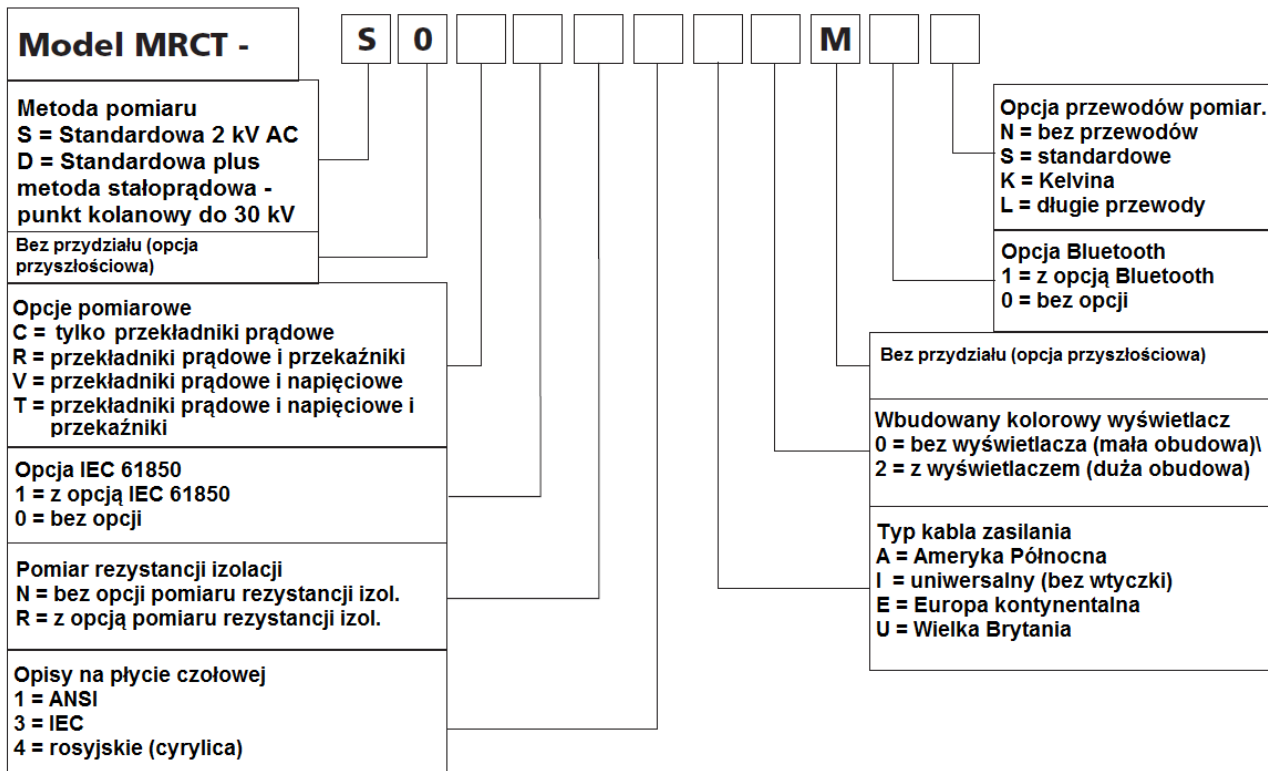 Model MRCT - S 0 M
Metoda pomiaru
S = Standardowa 2 kV AC
D = Standardowa plus
metoda stałoprądowa -
punkt kolanowy do 30 kV
Bez przydziału (opcja
przyszłościowa)
Opcje pomiarowe
C = tylko przekładniki prądowe
R = przekładniki prądowe i przekaźniki
V = przekładniki prądowe i napięciowe
T = przekładniki prądowe i napięciowe i
przekaźniki
Opcja IEC 61850
1 = z opcją IEC 61850
0 = bez opcji
Pomiar rezystancji izolacji
N = bez opcji pomiaru rezystancji izol.
R = z opcją pomiaru rezystancji izol.
Opisy na płycie czołowej
1 = ANSI
3 = IEC
4 = rosyjskie (cyrylica)
Opcja przewodów pomiar.
N = bez przewodów
S = standardowe
K = Kelvina
L = długie przewody
Opcja Bluetooth
1 = z opcją Bluetooth
0 = bez opcji
Bez przydziału (opcja przyszłościowa)
Wbudowany kolorowy wyświetlacz
0 = bez wyświetlacza (mała obudowa)\
2 = z wyświetlaczem (duża obudowa)
Typ kabla zasilania
A = Ameryka Północna
I = uniwersalny (bez wtyczki)
E = Europa kontynentalna
U = Wielka Brytania